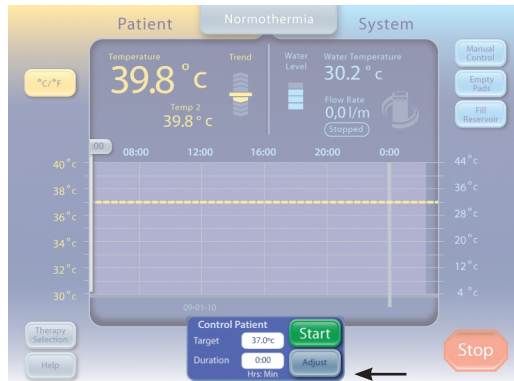 Patient
Normothermia
System
°C/°F
Temperature
39.8 °c
Trend
Temp 2
39.8 °c
Water
Level
Water Temperature
30.2 °c
Flow Rate
0,0 l/m
Stopped
Manual
Control
Empty
Pads
Fill
Reservoir
:00
08:00
12:00
16:00
20:00
0:00
40°c
38°c
36°c
34°c
32°c
30°c
44°c
36°c
28°c
20°c
12°c
4 °c
09-01-10
Therapy
Selection
Help
Control Patient
Target
37.0ºc
Start
Duration
0:00
Hrs: Min
Adjust
Stop